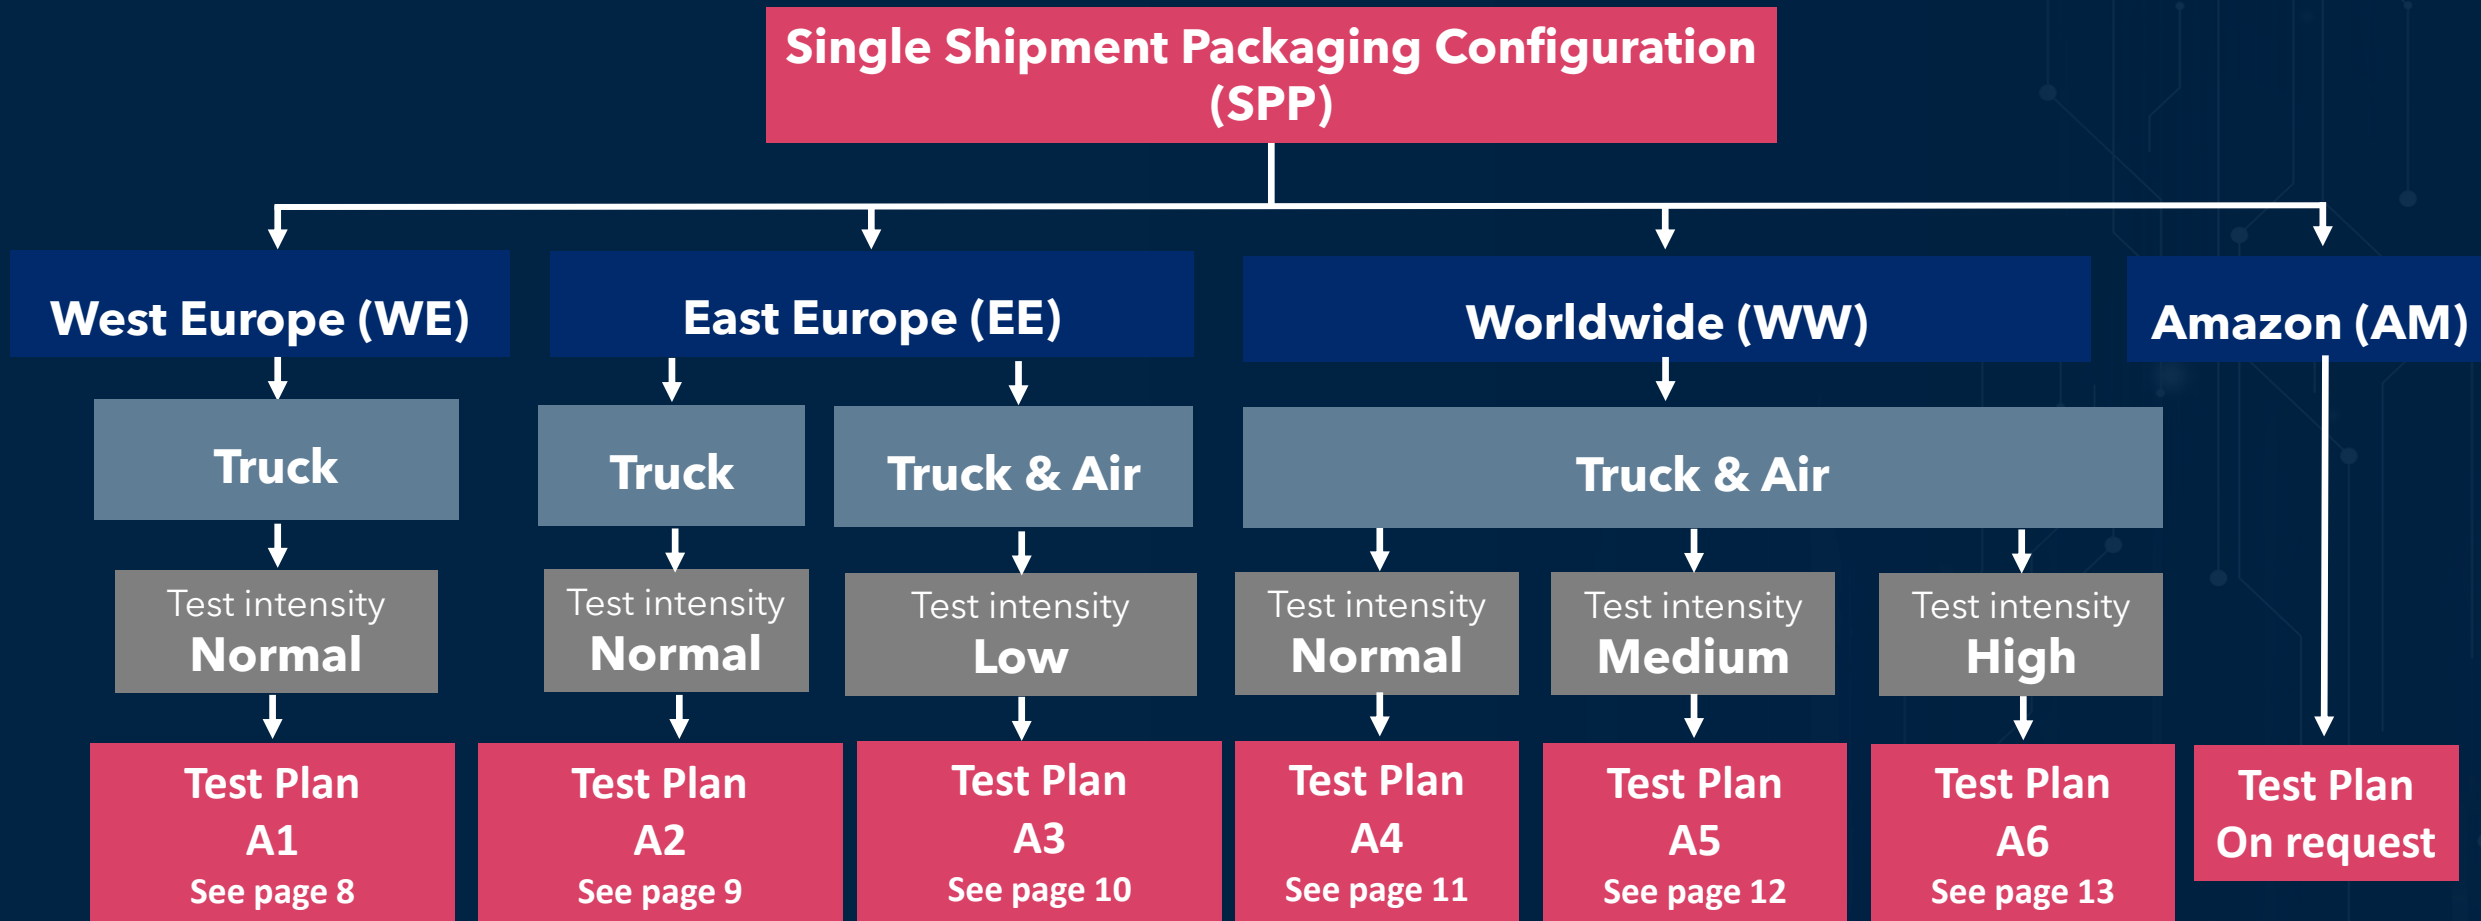 Single Shipment Packaging Configuration
(SPP)
West Europe (WE)
East Europe (EE)
Worldwide (WW)
Amazon (AM)
Truck
Truck
Truck & Air
Truck & Air
Test intensity
Normal
Test intensity
Normal
Test intensity
Low
Test intensity
Normal
Test intensity
Medium
Test intensity
High
Test Plan
A1
See page 8
Test Plan
A2
See page 9
Test Plan
A3
See page 10
Test Plan
A4
See page 11
Test Plan
A5
See page 12
Test Plan
A6
See page 13
Test Plan
On request